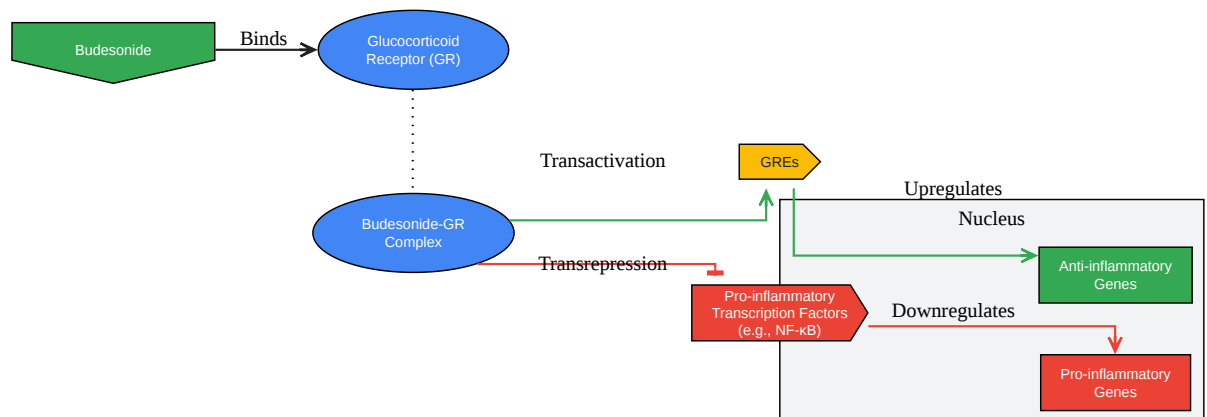 Budesonide
Binds
Glucocorticoid
Receptor (GR)
Transactivation
GREs
Upregulates
Nucleus
Budesonide-GR
Complex
Transrepression
Anti-inflammatory
Genes
Pro-inflammatory
Transcription Factors
(e.g., NF-κB)
Downregulates
Pro-inflammatory
Genes